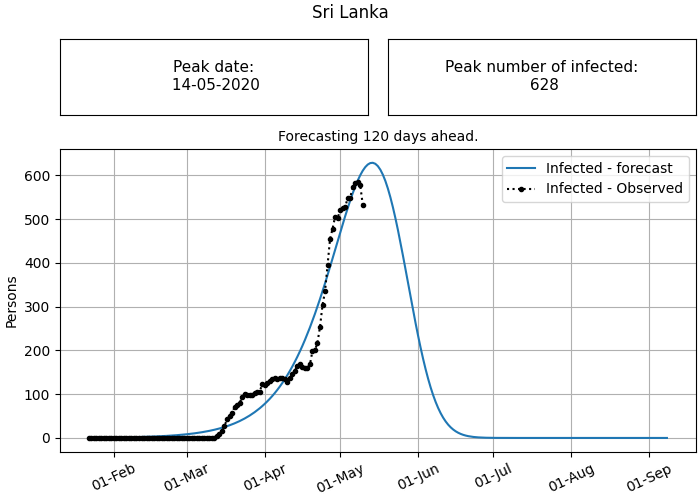 Sri Lanka
Peak date:
14-05-2020
Peak number of infected:
628
Forecasting 120 days ahead.
Infected - forecast
Infected - Observed
600
500
400
300
200
100
0
Persons
01-Feb
01-Mar
01-Apr
01-May
01-Jun
01-Jul
01-Aug
01-Sep